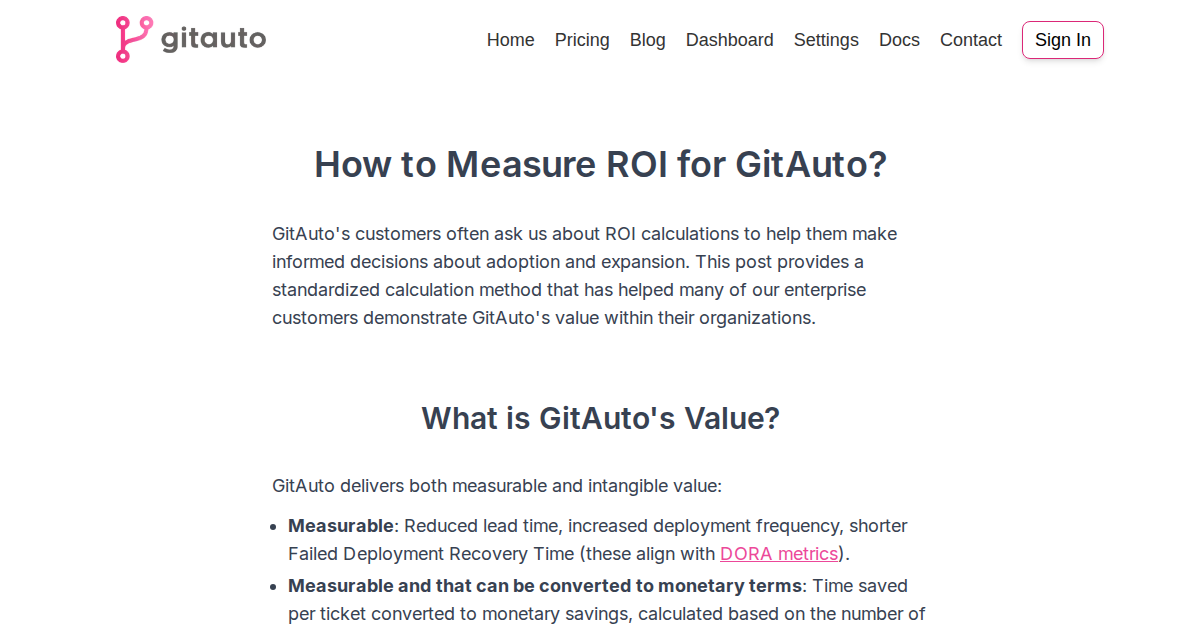 gitauto
Home Pricing Blog Dashboard Settings Docs Contact Sign In
How to Measure ROI for GitAuto?
GitAuto's customers often ask us about ROI calculations to help them make
informed decisions about adoption and expansion. This post provides a
standardized calculation method that has helped many of our enterprise
customers demonstrate GitAuto's value within their organizations.
What is GitAuto's Value?
GitAuto delivers both measurable and intangible value:
Measurable: Reduced lead time, increased deployment frequency, shorter
Failed Deployment Recovery Time (these align with DORA metrics).
Measurable and that can be converted to monetary terms: Time saved
per ticket converted to monetary savings, calculated based on the number of